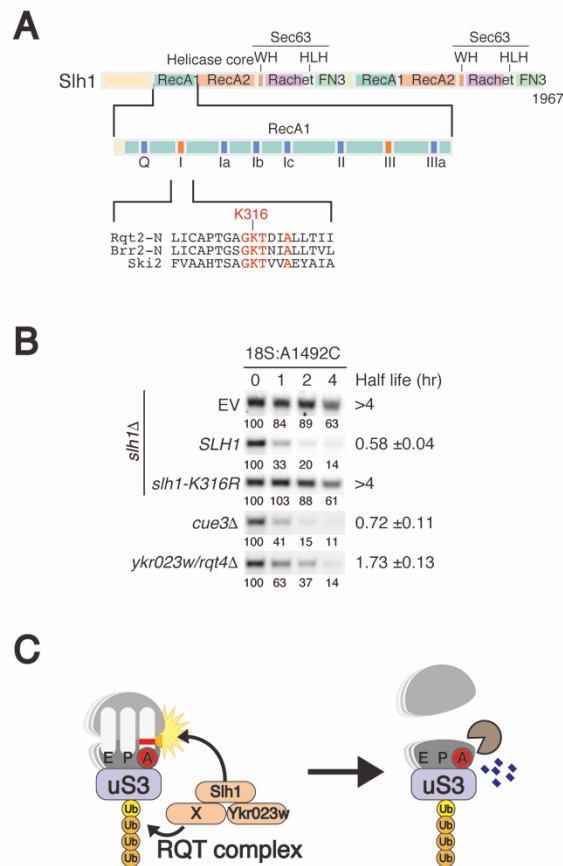 A
Sec63
Sec63
Helicase core
WH
HLH
WH
HLH
Slh1
RecA1
RecA2
Rachet
FN3
RecA1
RecA2
Rachet
FN3
1967
RecA1
Q
I
Ia
Ib
Ic
II
III
IIIa
K316
Rqt2-N LICAPTGAGKTDIALLTII
Brr2-N LICAPTGSGKTNIALLTVL
Ski2 FVAAHTSAGKTVVAEYAIA
B
18S:A1492C
0 1 2 4 Half life (hr)
slh1Δ
EV >4
100 84 89 63
SLH1 0.58 ±0.04
100 33 20 14
slh1-K316R >4
100 103 88 61
cue3Δ 0.72 ±0.11
100 41 15 11
ykr023w/rqt4Δ 1.73 ±0.13
100 63 37 14
C
E P A
uS3
Ub
Ub
Ub
Ub
Slh1
X
Ykr023w
RQT complex
E P A
uS3
Ub
Ub
Ub
Ub